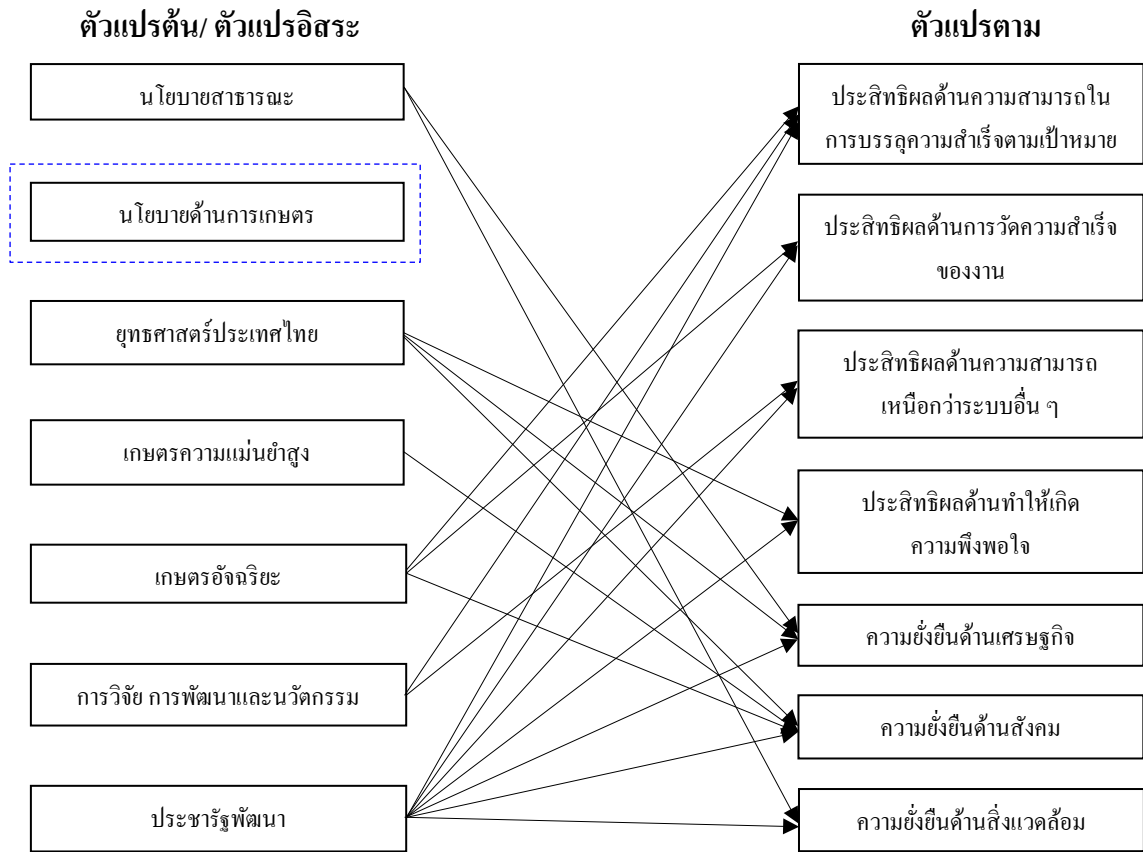 ตัวแปรต้น/ ตัวแปรอิสระ
นโยบายสาธารณะ
นโยบายด้านการเกษตร
ยุทธศาสตร์ประเทศไทย
เกษตรความแม่นยำสูง
เกษตรอัจฉริยะ
การวิจัย การพัฒนาและนวัตกรรม
ประชารัฐพัฒนา
ตัวแปรตาม
ประสิทธิผลด้านความสามารถใน
การบรรลุความสำเร็จตามเป้าหมาย
ประสิทธิผลด้านการวัดความสำเร็จ
ของงาน
ประสิทธิผลด้านความสามารถ
เหนือกว่าระบบอื่น ๆ
ประสิทธิผลด้านทำให้เกิด
ความพึงพอใจ
ความยั่งยืนด้านเศรษฐกิจ
ความยั่งยืนด้านสังคม
ความยั่งยืนด้านสิ่งแวดล้อม